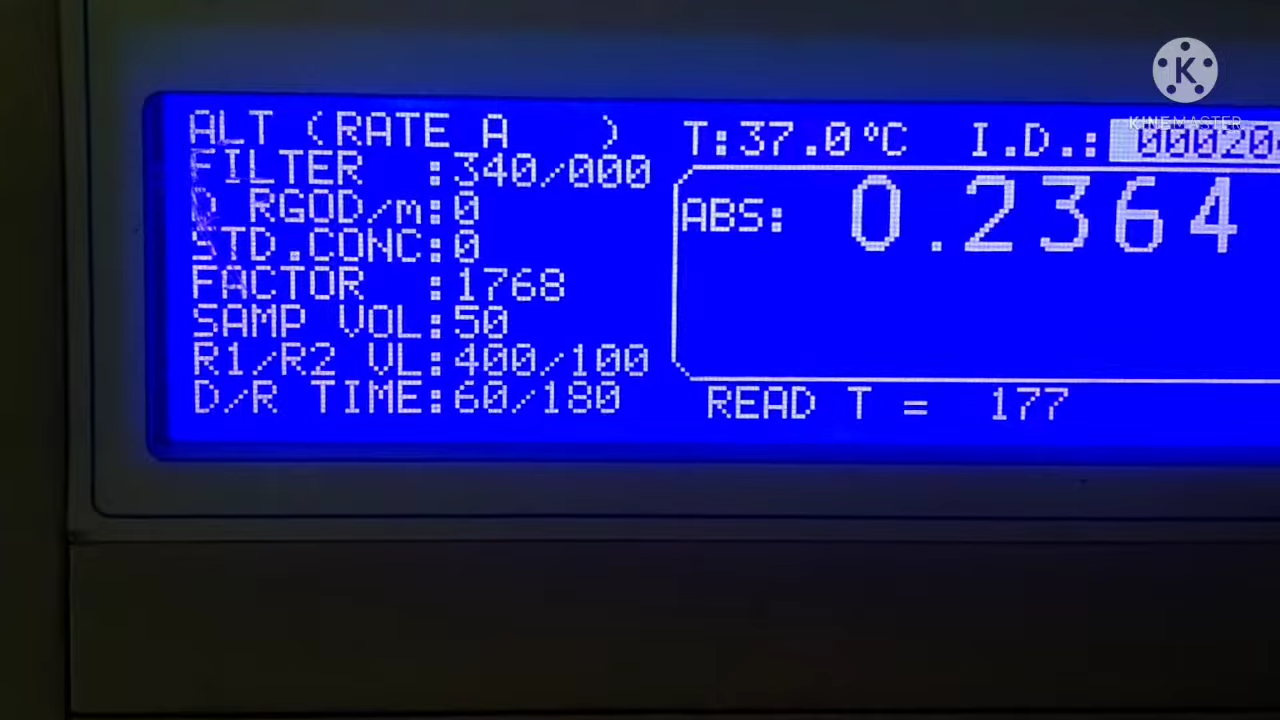 ALT (RATE A )
FILTER :340/000
RGOD/m:0
STD.CONC:0
FACTOR :1768
SAMP VOL:50
R1/R2 VL:400/100
D/R TIME:60/180
T:37.0ºC I.D.:
ABS: 0.2364
READ T = 177
K
KINEMASTER